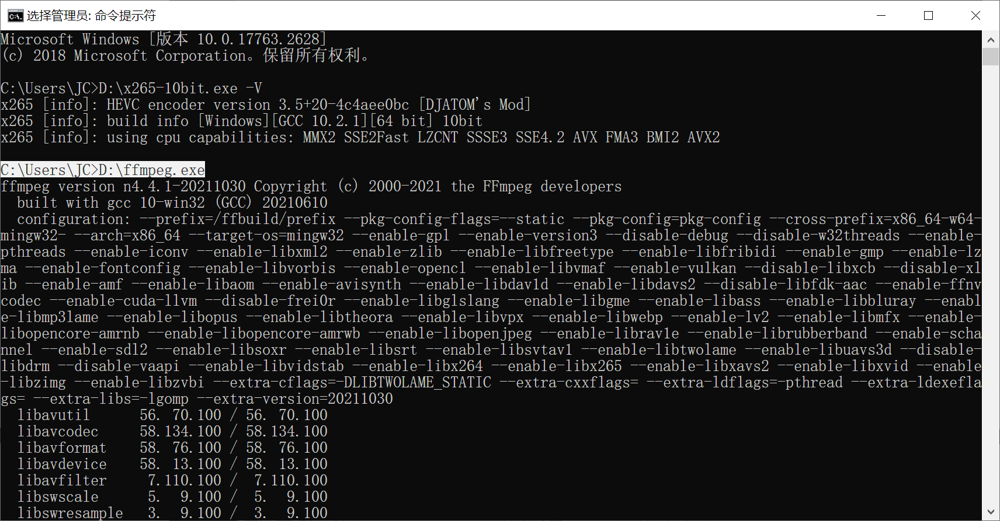 选择管理员: 命令提示符
Microsoft Windows [版本 10.0.17763.2628]
(c) 2018 Microsoft Corporation。保留所有权利。
C:\Users\JC>D:\x265-10bit.exe -V
x265 [info]: HEVC encoder version 3.5+20-4c4aee0bc [DJATOM's Mod]
x265 [info]: build info [Windows][GCC 10.2.1][64 bit] 10bit
x265 [info]: using cpu capabilities: MMX2 SSE2Fast LZCNT SSSE3 SSE4.2 AVX FMA3 BMI2 AVX2
C:\Users\JC>D:\ffmpeg.exe
ffmpeg version n4.4.1-20211030 Copyright (c) 2000-2021 the FFmpeg developers
  built with gcc 10-win32 (GCC) 20210610
  configuration: --prefix=/ffbuild/prefix --pkg-config-flags=--static --pkg-config=pkg-config --cross-prefix=x86_64-w64-
mingw32- --arch=x86_64 --target-os=mingw32 --enable-gpl --enable-version3 --disable-debug --disable-w32threads --enable-
pthreads --enable-iconv --enable-libxml2 --enable-zlib --enable-libfreetype --enable-libfribidi --enable-gmp --enable-lz
ma --enable-fontconfig --enable-libvorbis --enable-opencl --enable-libvmaf --enable-vulkan --disable-libxcb --disable-xl
ib --enable-amf --enable-libaom --enable-avisynth --enable-libdav1d --enable-libdavs2 --disable-libfdk-aac --enable-ffnv
codec --enable-cuda-llvm --disable-frei0r --enable-libglslang --enable-libgme --enable-libass --enable-libbluray --enabl
e-libmp3lame --enable-libopus --enable-libtheora --enable-libvpx --enable-libwebp --enable-lv2 --enable-libmfx --enable-
libopencore-amrnb --enable-libopencore-amrwb --enable-libopenjpeg --enable-librav1e --enable-librubberband --enable-scha
nnel --enable-sdl2 --enable-libsoxr --enable-libsrt --enable-libsvtav1 --enable-libtwolame --enable-libuavs3d --disable-
libdrm --disable-vaapi --enable-libvidstab --enable-libx264 --enable-libx265 --enable-libxavs2 --enable-libxvid --enable
-libzimg --enable-libzvbi --extra-cflags=-DLIBTWOLAME_STATIC --extra-cxxflags= --extra-ldflags=-pthread --extra-ldexefla
gs= --extra-libs=-lgomp --extra-version=20211030
  libavutil      56. 70.100 / 56. 70.100
  libavcodec     58.134.100 / 58.134.100
  libavformat    58. 76.100 / 58. 76.100
  libavdevice    58. 13.100 / 58. 13.100
  libavfilter     7.110.100 /  7.110.100
  libswscale      5.  9.100 /  5.  9.100
  libswresample   3.  9.100 /  3.  9.100